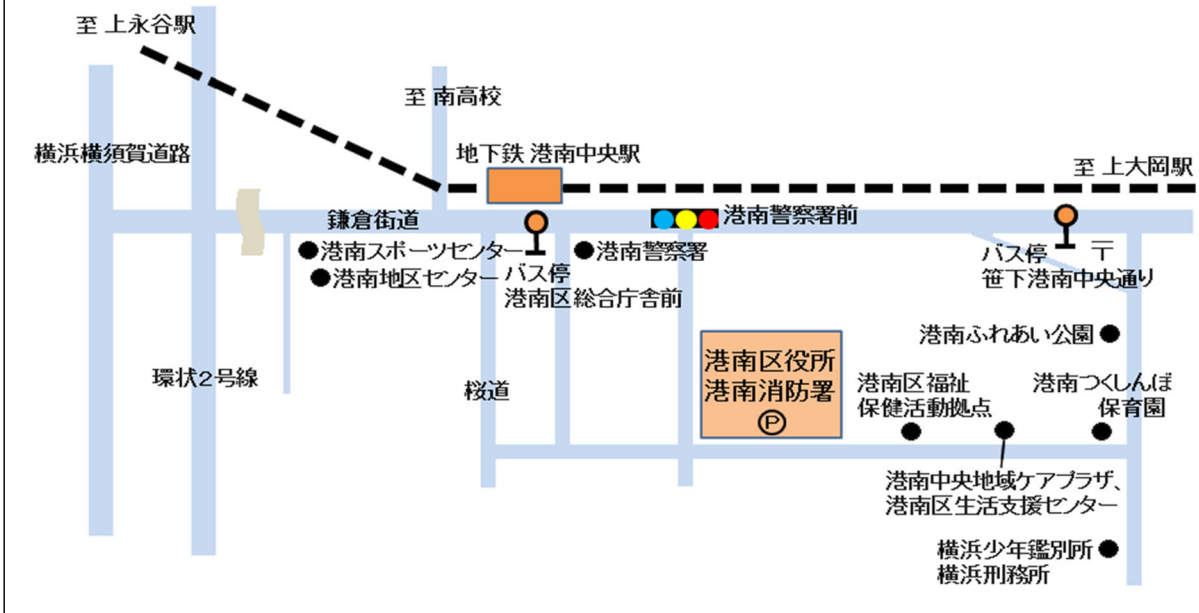 至 上永谷駅
至 南高校
横浜横須賀道路
地下鉄 港南中央駅
至 上大岡駅
鎌倉街道
港南警察署前
港南スポーツセンター
港南警察署
港南地区センター
バス停
港南区総合庁舎前
バス停 〒
笹下港南中央通り
港南ふれあい公園
港南区役所
港南消防署
Ⓟ
環状2号線
桜道
港南区福祉
保健活動拠点
港南つくしんぼ
保育園
港南中央地域ケアプラザ、
港南区生活支援センター
横浜少年鑑別所
横浜刑務所